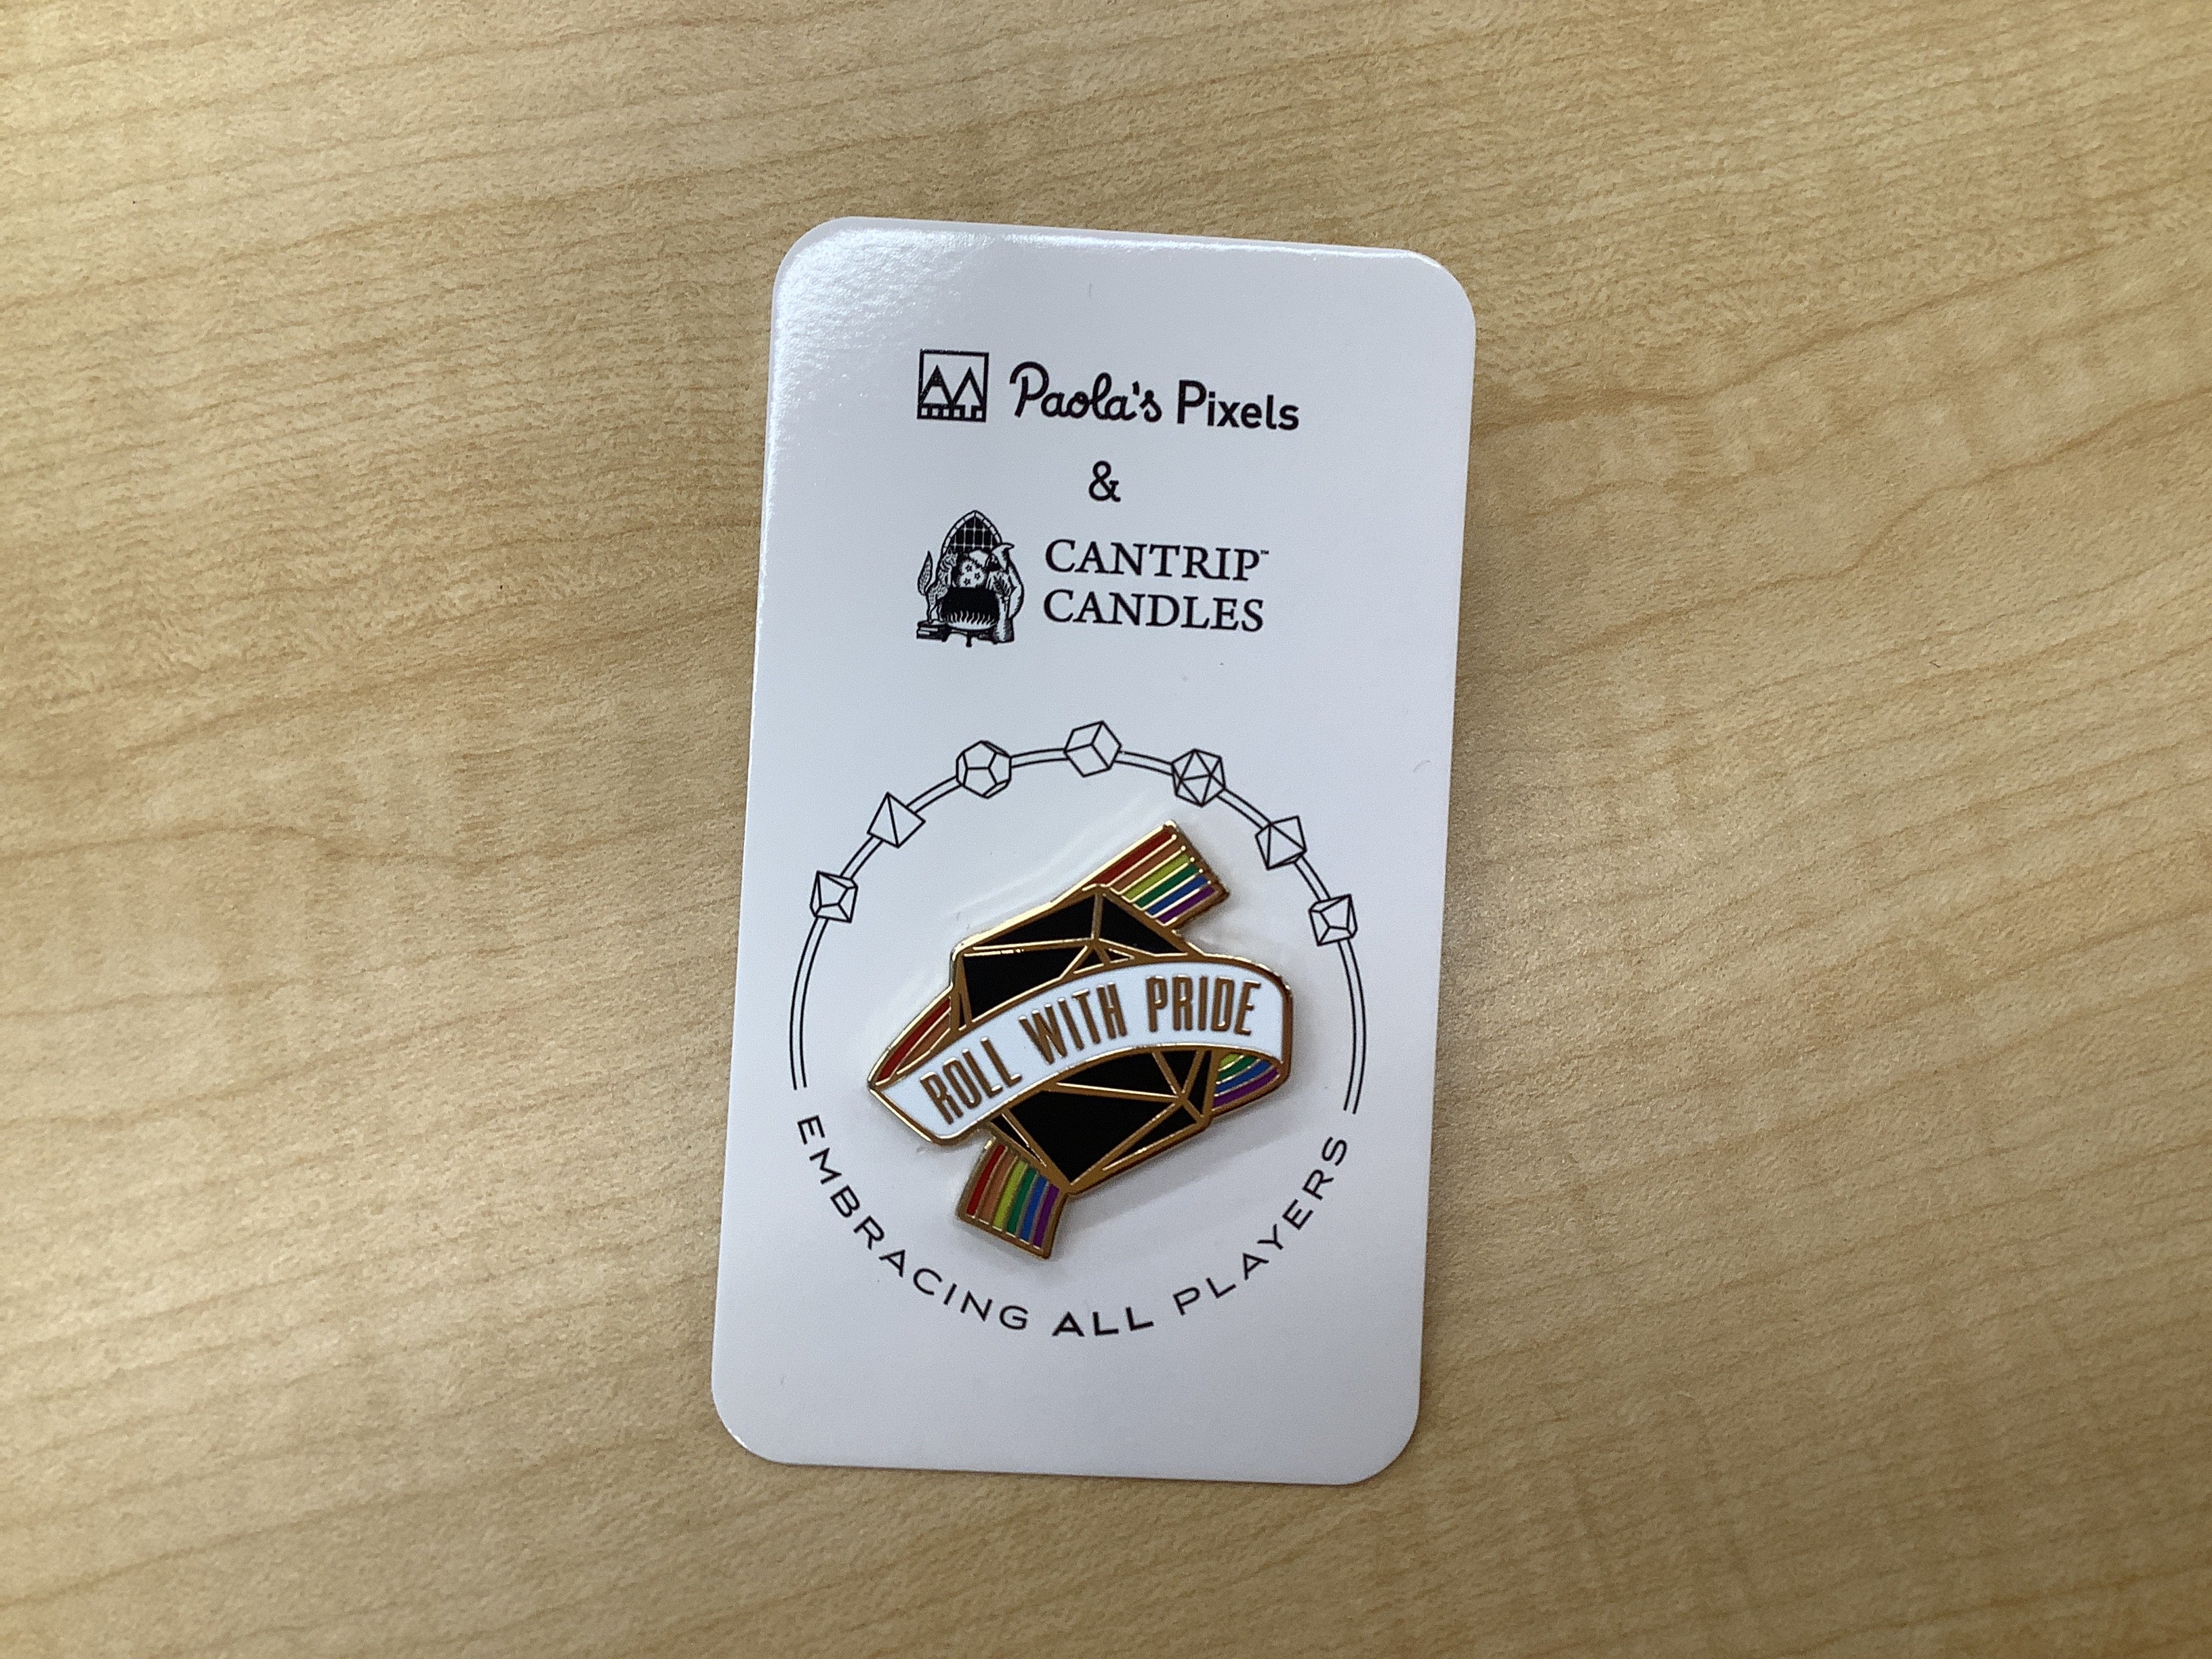 Paola's Pixels
&
CANTRIP™
CANDLES
ROLL WITH PRIDE
EMBRACING ALL PLAYERS